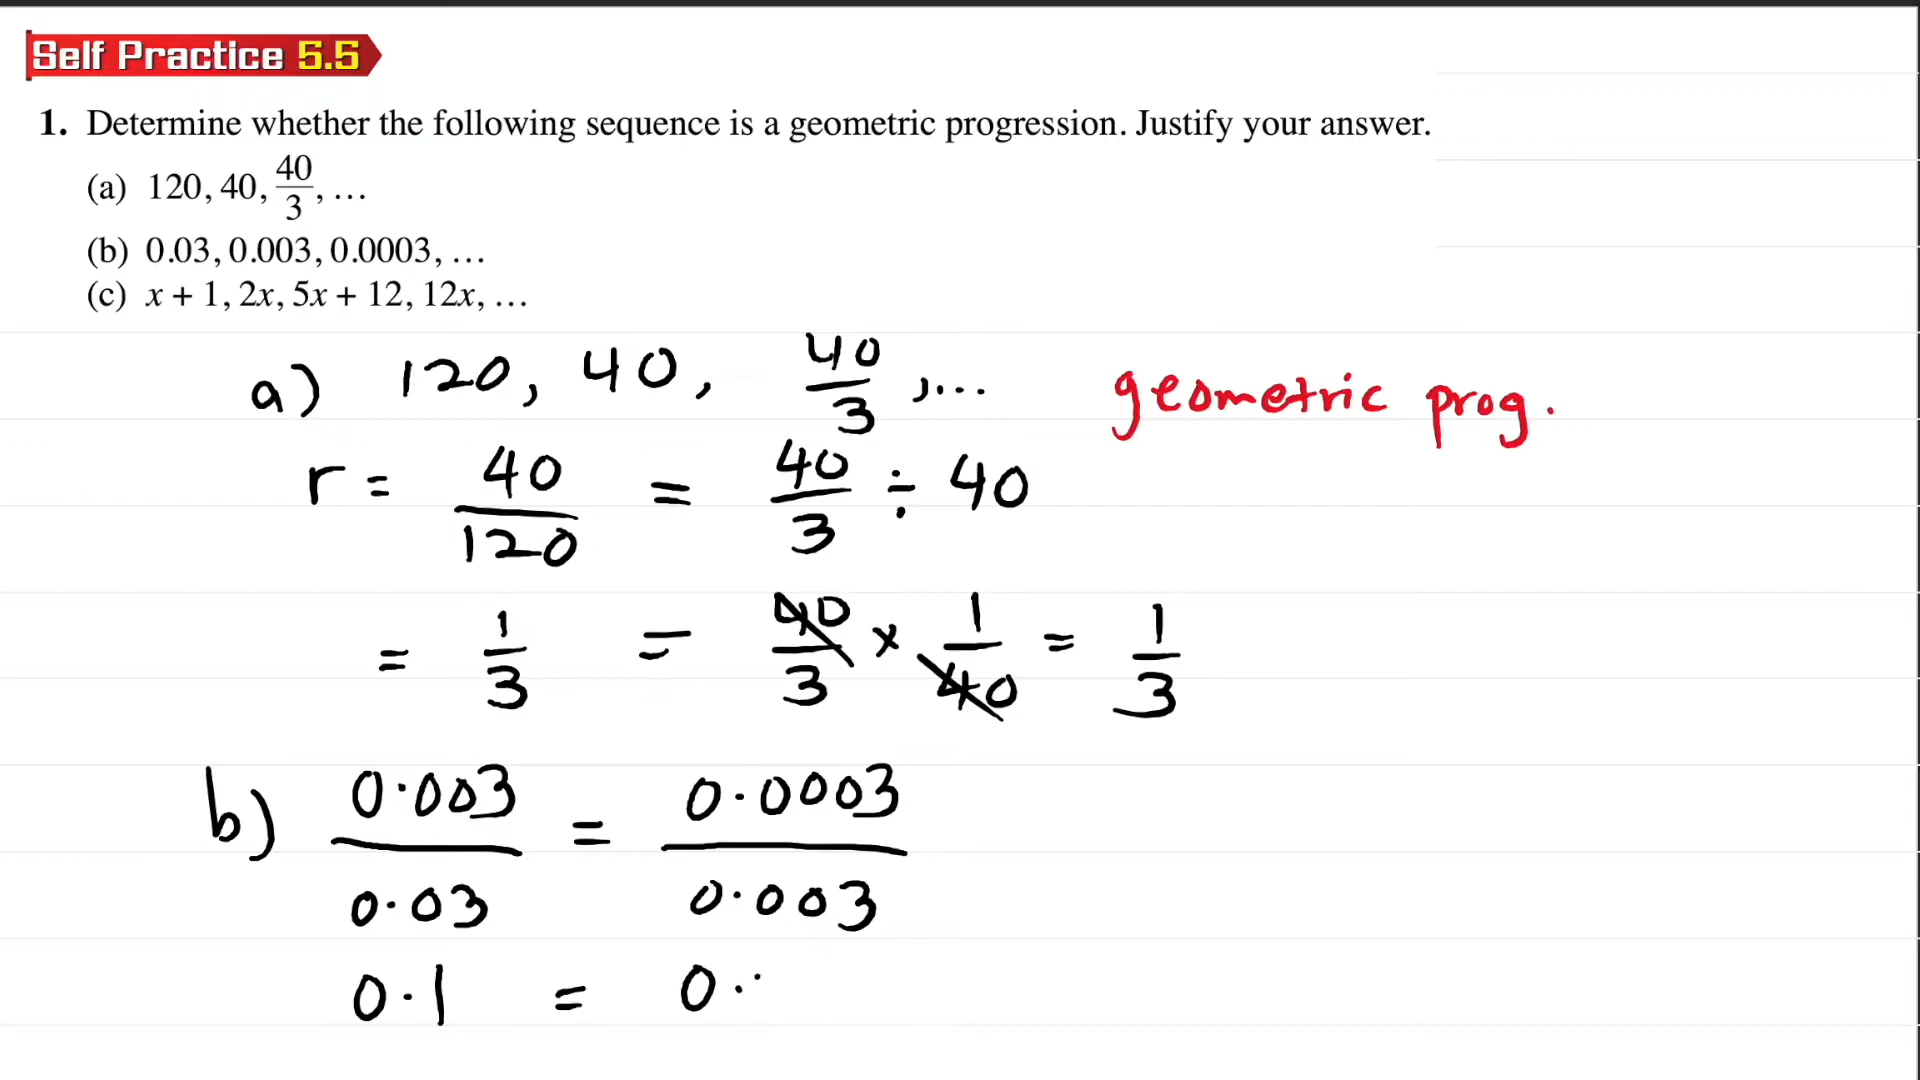 Self Practice 5.5
1. Determine whether the following sequence is a geometric progression. Justify your answer.
(a) 120, 40, 40/3, …
(b) 0.03, 0.003, 0.0003, …
(c) x + 1, 2x, 5x + 12, 12x, …
a) 120, 40, 40/3, ... geometric prog.
r = 40/120 = 40/3 ÷ 40
= 1/3 = 40/3 × 1/40 = 1/3
b) 0.003/0.03 = 0.0003/0.003
0.1 = 0.